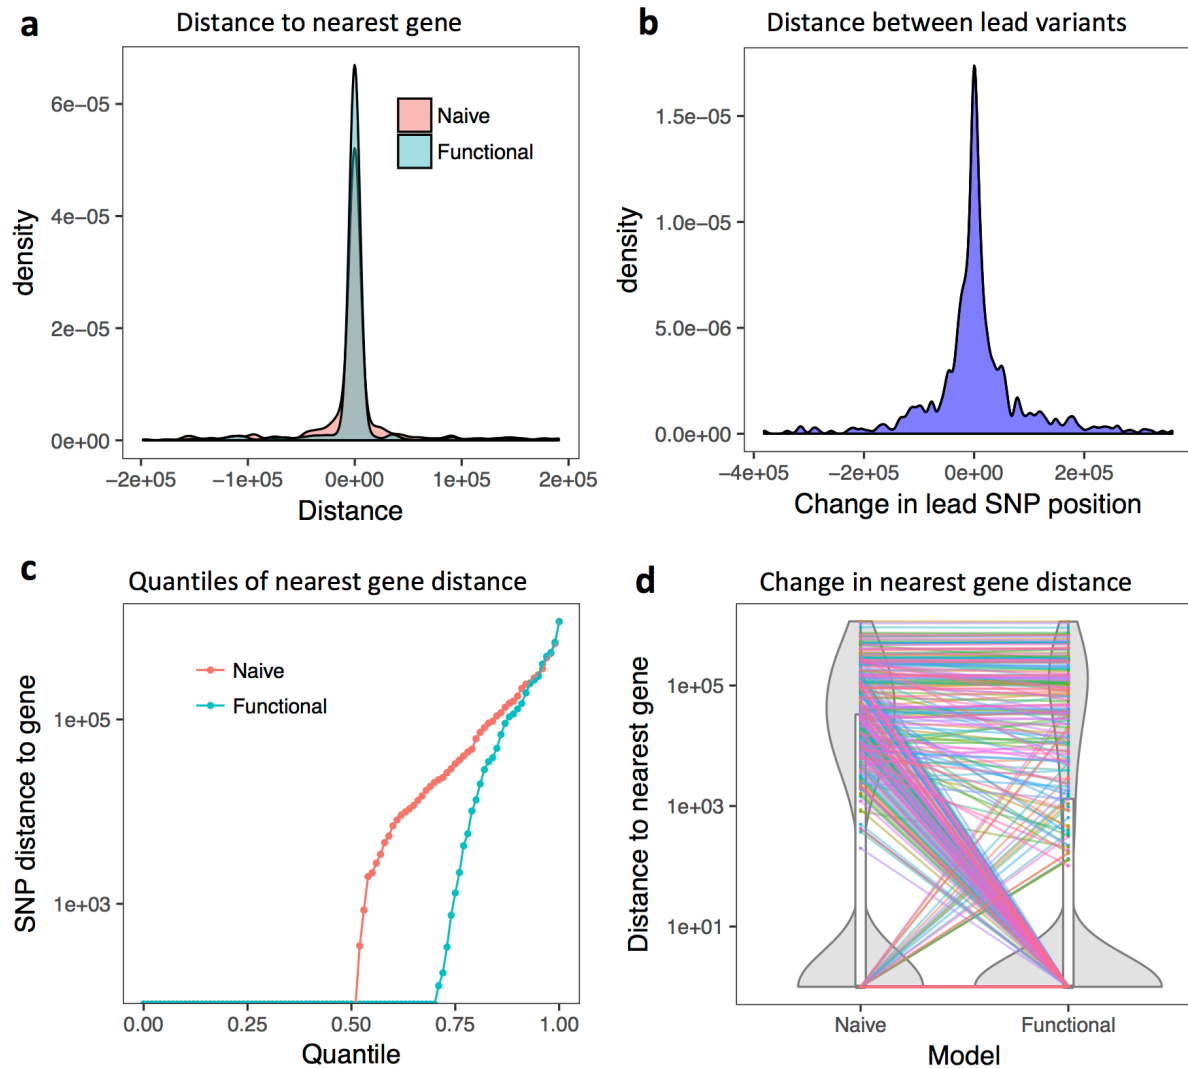 a
Distance to nearest gene
6e−05
4e−05
2e−05
0e+00
density
Naive
Functional
−2e+05
−1e+05
0e+00
1e+05
2e+05
Distance
b
Distance between lead variants
1.5e−05
1.0e−05
5.0e−06
0.0e+00
density
−4e+05
−2e+05
0e+00
2e+05
Change in lead SNP position
c
Quantiles of nearest gene distance
Naive
Functional
1e+05
1e+03
SNP distance to gene
0.00
0.25
0.50
0.75
1.00
Quantile
d
Change in nearest gene distance
1e+05
1e+03
1e+01
Distance to nearest gene
Naive
Functional
Model